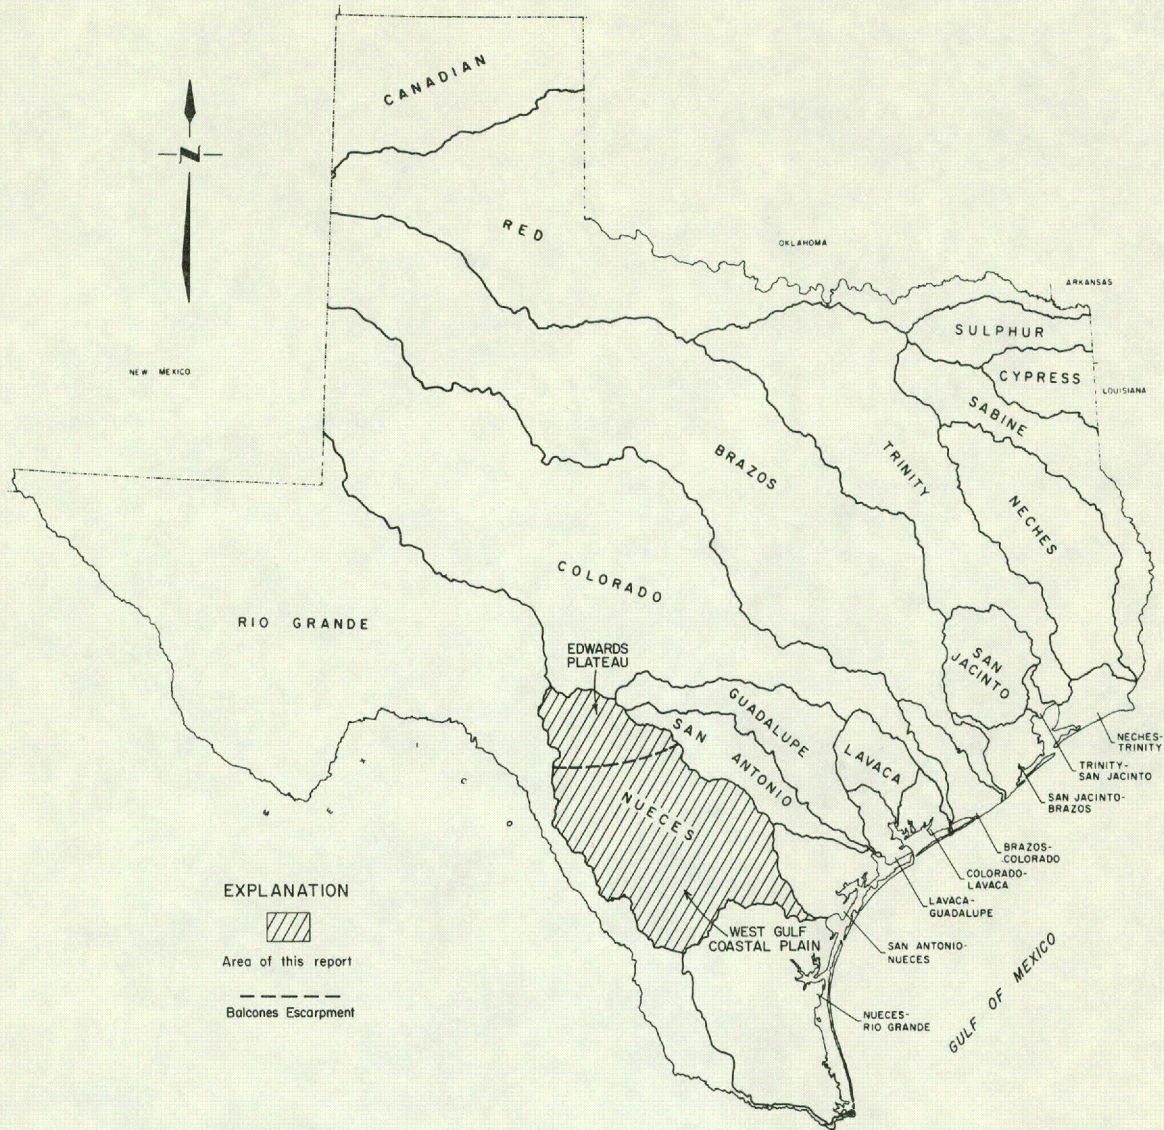 CANADIAN
N
RED
OKLAHOMA
ARKANSAS
SULPHUR
NEW MEXICO
CYPRESS
LOUISIANA
SABINE
BRAZOS
TRINITY
NECHES
COLORADO
RIO GRANDE
EDWARDS
PLATEAU
SAN
JACINTO
GUADALUPE
SAN ANTONIO
LAVACA
NECHES-
TRINITY
TRINITY-
SAN JACINTO
SAN JACINTO-
BRAZOS
NUECES
M E X I C O
BRAZOS-
COLORADO
COLORADO-
LAVACA
LAVACA-
GUADALUPE
EXPLANATION
Area of this report
Balcones Escarpment
WEST GULF
COASTAL PLAIN
SAN ANTONIO-
NUECES
NUECES-
RIO GRANDE
GULF OF MEXICO